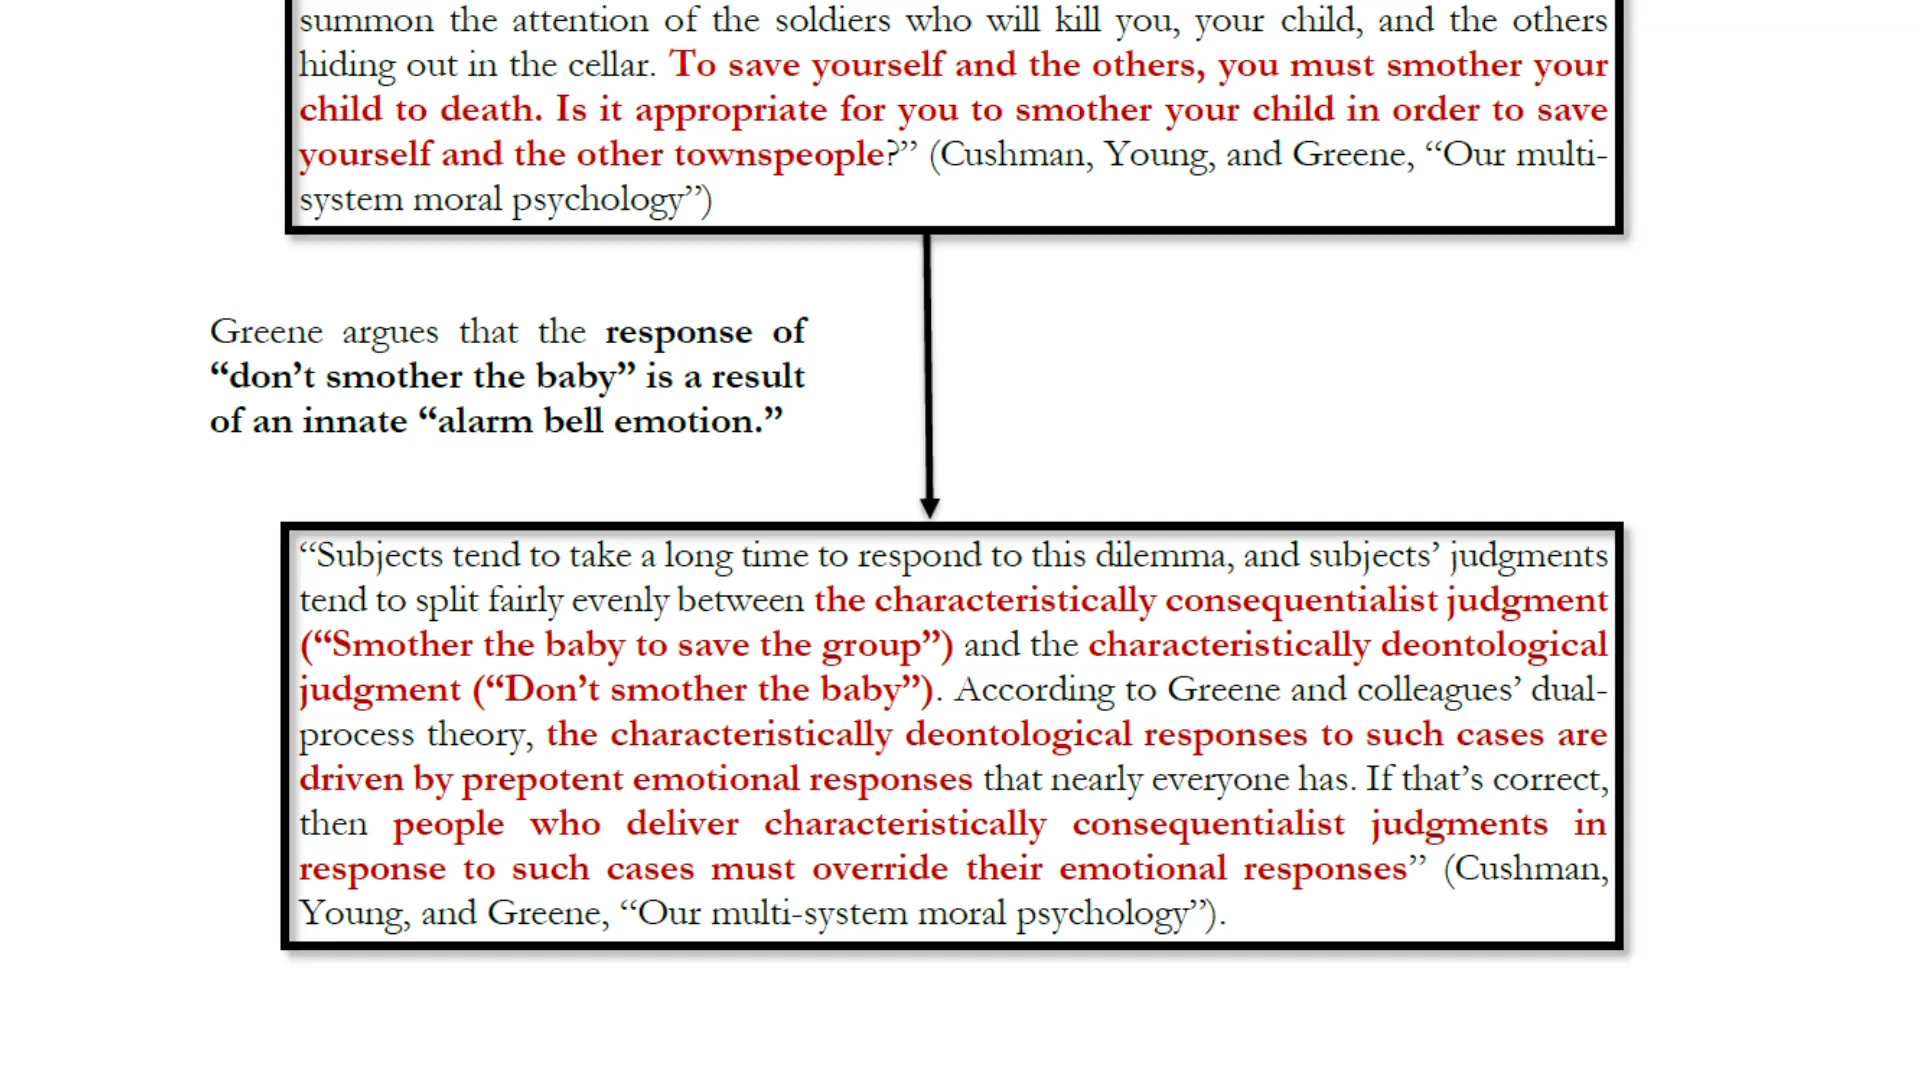 summon the attention of the soldiers who will kill you, your child, and the others
hiding out in the cellar. To save yourself and the others, you must smother your
child to death. Is it appropriate for you to smother your child in order to save
yourself and the other townspeople?” (Cushman, Young, and Greene, “Our multi-
system moral psychology”)
Greene argues that the response of
“don’t smother the baby” is a result
of an innate “alarm bell emotion.”
“Subjects tend to take a long time to respond to this dilemma, and subjects’ judgments
tend to split fairly evenly between the characteristically consequentialist judgment
(“Smother the baby to save the group”) and the characteristically deontological
judgment (“Don’t smother the baby”). According to Greene and colleagues’ dual-
process theory, the characteristically deontological responses to such cases are
driven by prepotent emotional responses that nearly everyone has. If that’s correct,
then people who deliver characteristically consequentialist judgments in
response to such cases must override their emotional responses” (Cushman,
Young, and Greene, “Our multi-system moral psychology”).